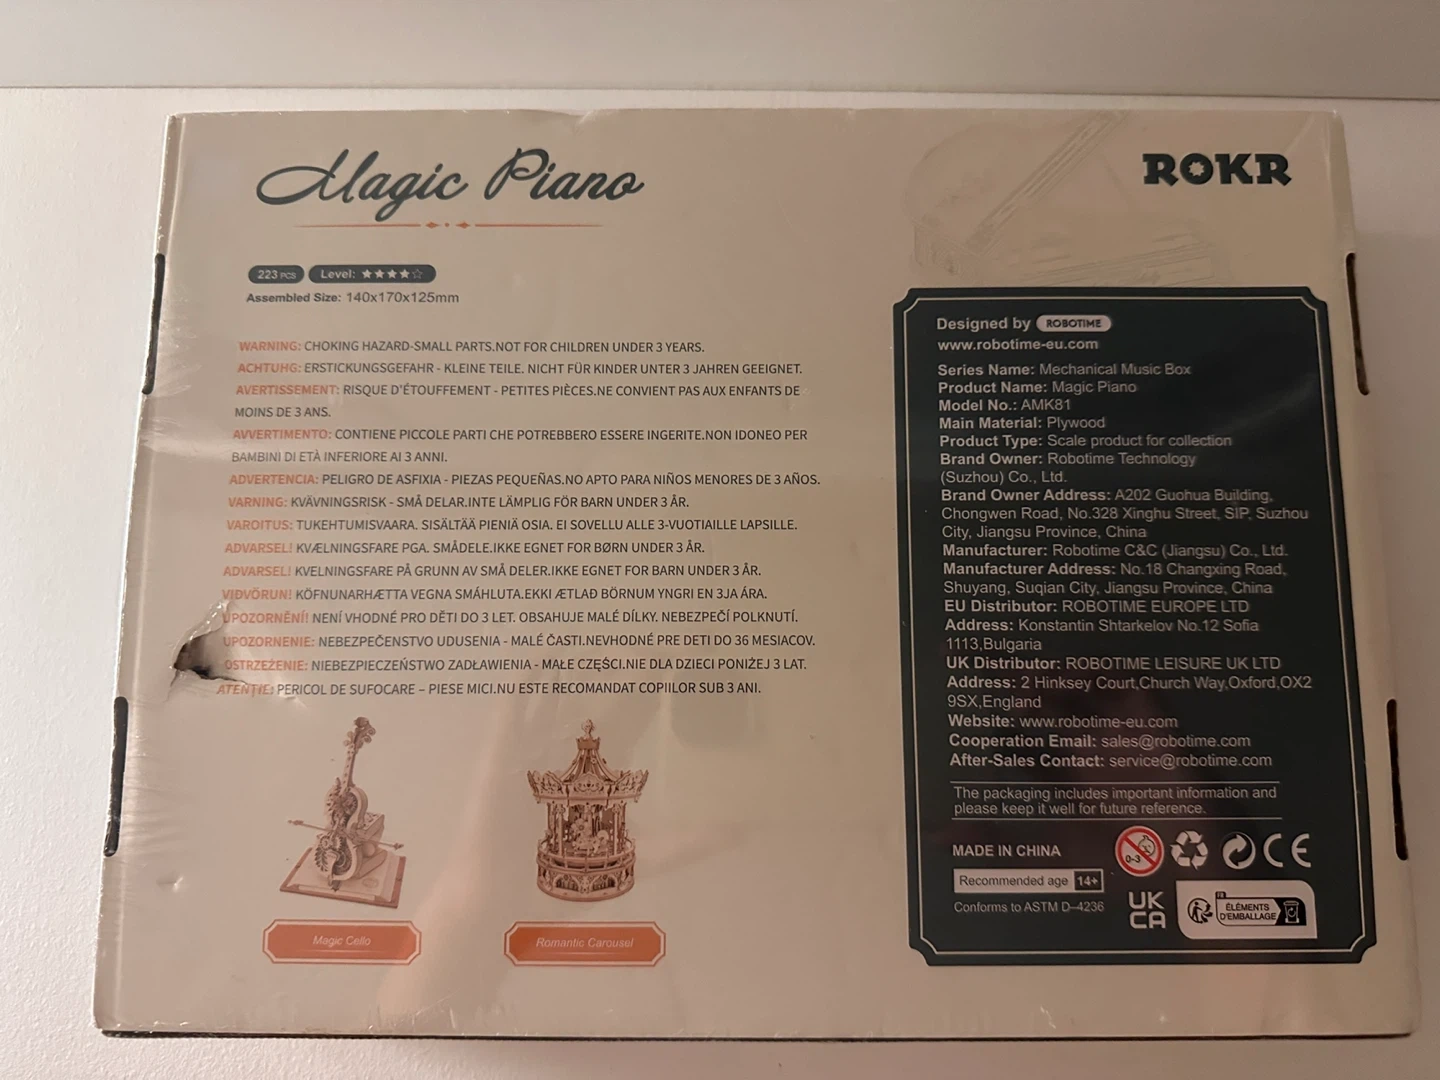 Magic Piano
ROKR
223 PCS Level:
Assembled Size: 140x170x125mm
WARNING: CHOKING HAZARD-SMALL PARTS.NOT FOR CHILDREN UNDER 3 YEARS.
ACHTUHG: ERSTICKUNGSGEFAHR - KLEINE TEILE. NICHT FÜR KINDER UNTER 3 JAHREN GEEIGNET.
AVERTISSEMENT: RISQUE D'ÉTOUFFEMENT - PETITES PIÈCES.NE CONVIENT PAS AUX ENFANTS DE
MOINS DE 3 ANS.
AVVERTIMENTO: CONTIENE PICCOLE PARTI CHE POTREBBERO ESSERE INGERITE.NON IDONEO PER
BAMBINI DI ETÀ INFERIORE AI 3 ANNI.
ADVERTENCIA: PELIGRO DE ASFIXIA - PIEZAS PEQUEÑAS.NO APTO PARA NIÑOS MENORES DE 3 AÑOS.
VARNING: KVÄVNINGSRISK - SMÅ DELAR.INTE LÄMPLIG FÖR BARN UNDER 3 ÅR.
VAROITUS: TUKEHTUMISVAARA. SISÄLTÄÄ PIENIÄ OSIA. EI SOVELLU ALLE 3-VUOTIAILLE LAPSILLE.
ADVARSEL! KVÆLNINGSFARE PGA. SMÅDELE.IKKE EGNET FOR BØRN UNDER 3 ÅR.
ADVARSEL! KVELNINGSFARE PÅ GRUNN AV SMÅ DELER.IKKE EGNET FOR BARN UNDER 3 ÅR.
VIÐVÖRUN! KÖFNUNARHÆTTA VEGNA SMÁHLUTA.EKKI ÆTLAÐ BÖRNUM YNGRI EN 3JA ÁRA.
UPOZORNĚNÍ! NENÍ VHODNÉ PRO DĚTI DO 3 LET. OBSAHUJE MALÉ DÍLKY. NEBEZPEČÍ POLKNUTÍ.
UPOZORNENIE: NEBEZPEČENSTVO UDUSENIA - MALÉ ČASTI.NEVHODNÉ PRE DETI DO 36 MESIACOV.
OSTRZEŻENIE: NIEBEZPIECZEŃSTWO ZADŁAWIENIA - MAŁE CZĘŚCI.NIE DLA DZIECI PONIŻEJ 3 LAT.
ATENȚIE: PERICOL DE SUFOCARE – PIESE MICI.NU ESTE RECOMANDAT COPIILOR SUB 3 ANI.
Magic Cello
Romantic Carousel
Designed by ROBOTIME
www.robotime-eu.com
Series Name: Mechanical Music Box
Product Name: Magic Piano
Model No.: AMK81
Main Material: Plywood
Product Type: Scale product for collection
Brand Owner: Robotime Technology
(Suzhou) Co., Ltd.
Brand Owner Address: A202 Guohua Building,
Chongwen Road, No.328 Xinghu Street, SIP, Suzhou
City, Jiangsu Province, China
Manufacturer: Robotime C&C (Jiangsu) Co., Ltd.
Manufacturer Address: No.18 Changxing Road,
Shuyang, Suqian City, Jiangsu Province, China
EU Distributor: ROBOTIME EUROPE LTD
Address: Konstantin Shtarkelov No.12 Sofia
1113,Bulgaria
UK Distributor: ROBOTIME LEISURE UK LTD
Address: 2 Hinksey Court,Church Way,Oxford,OX2
9SX,England
Website: www.robotime-eu.com
Cooperation Email: sales@robotime.com
After-Sales Contact: service@robotime.com
The packaging includes important information and
please keep it well for future reference.
MADE IN CHINA
0-3
CE
Recommended age 14+
Conforms to ASTM D–4236
UK
CA
FR
ÉLÉMENTS
D'EMBALLAGE